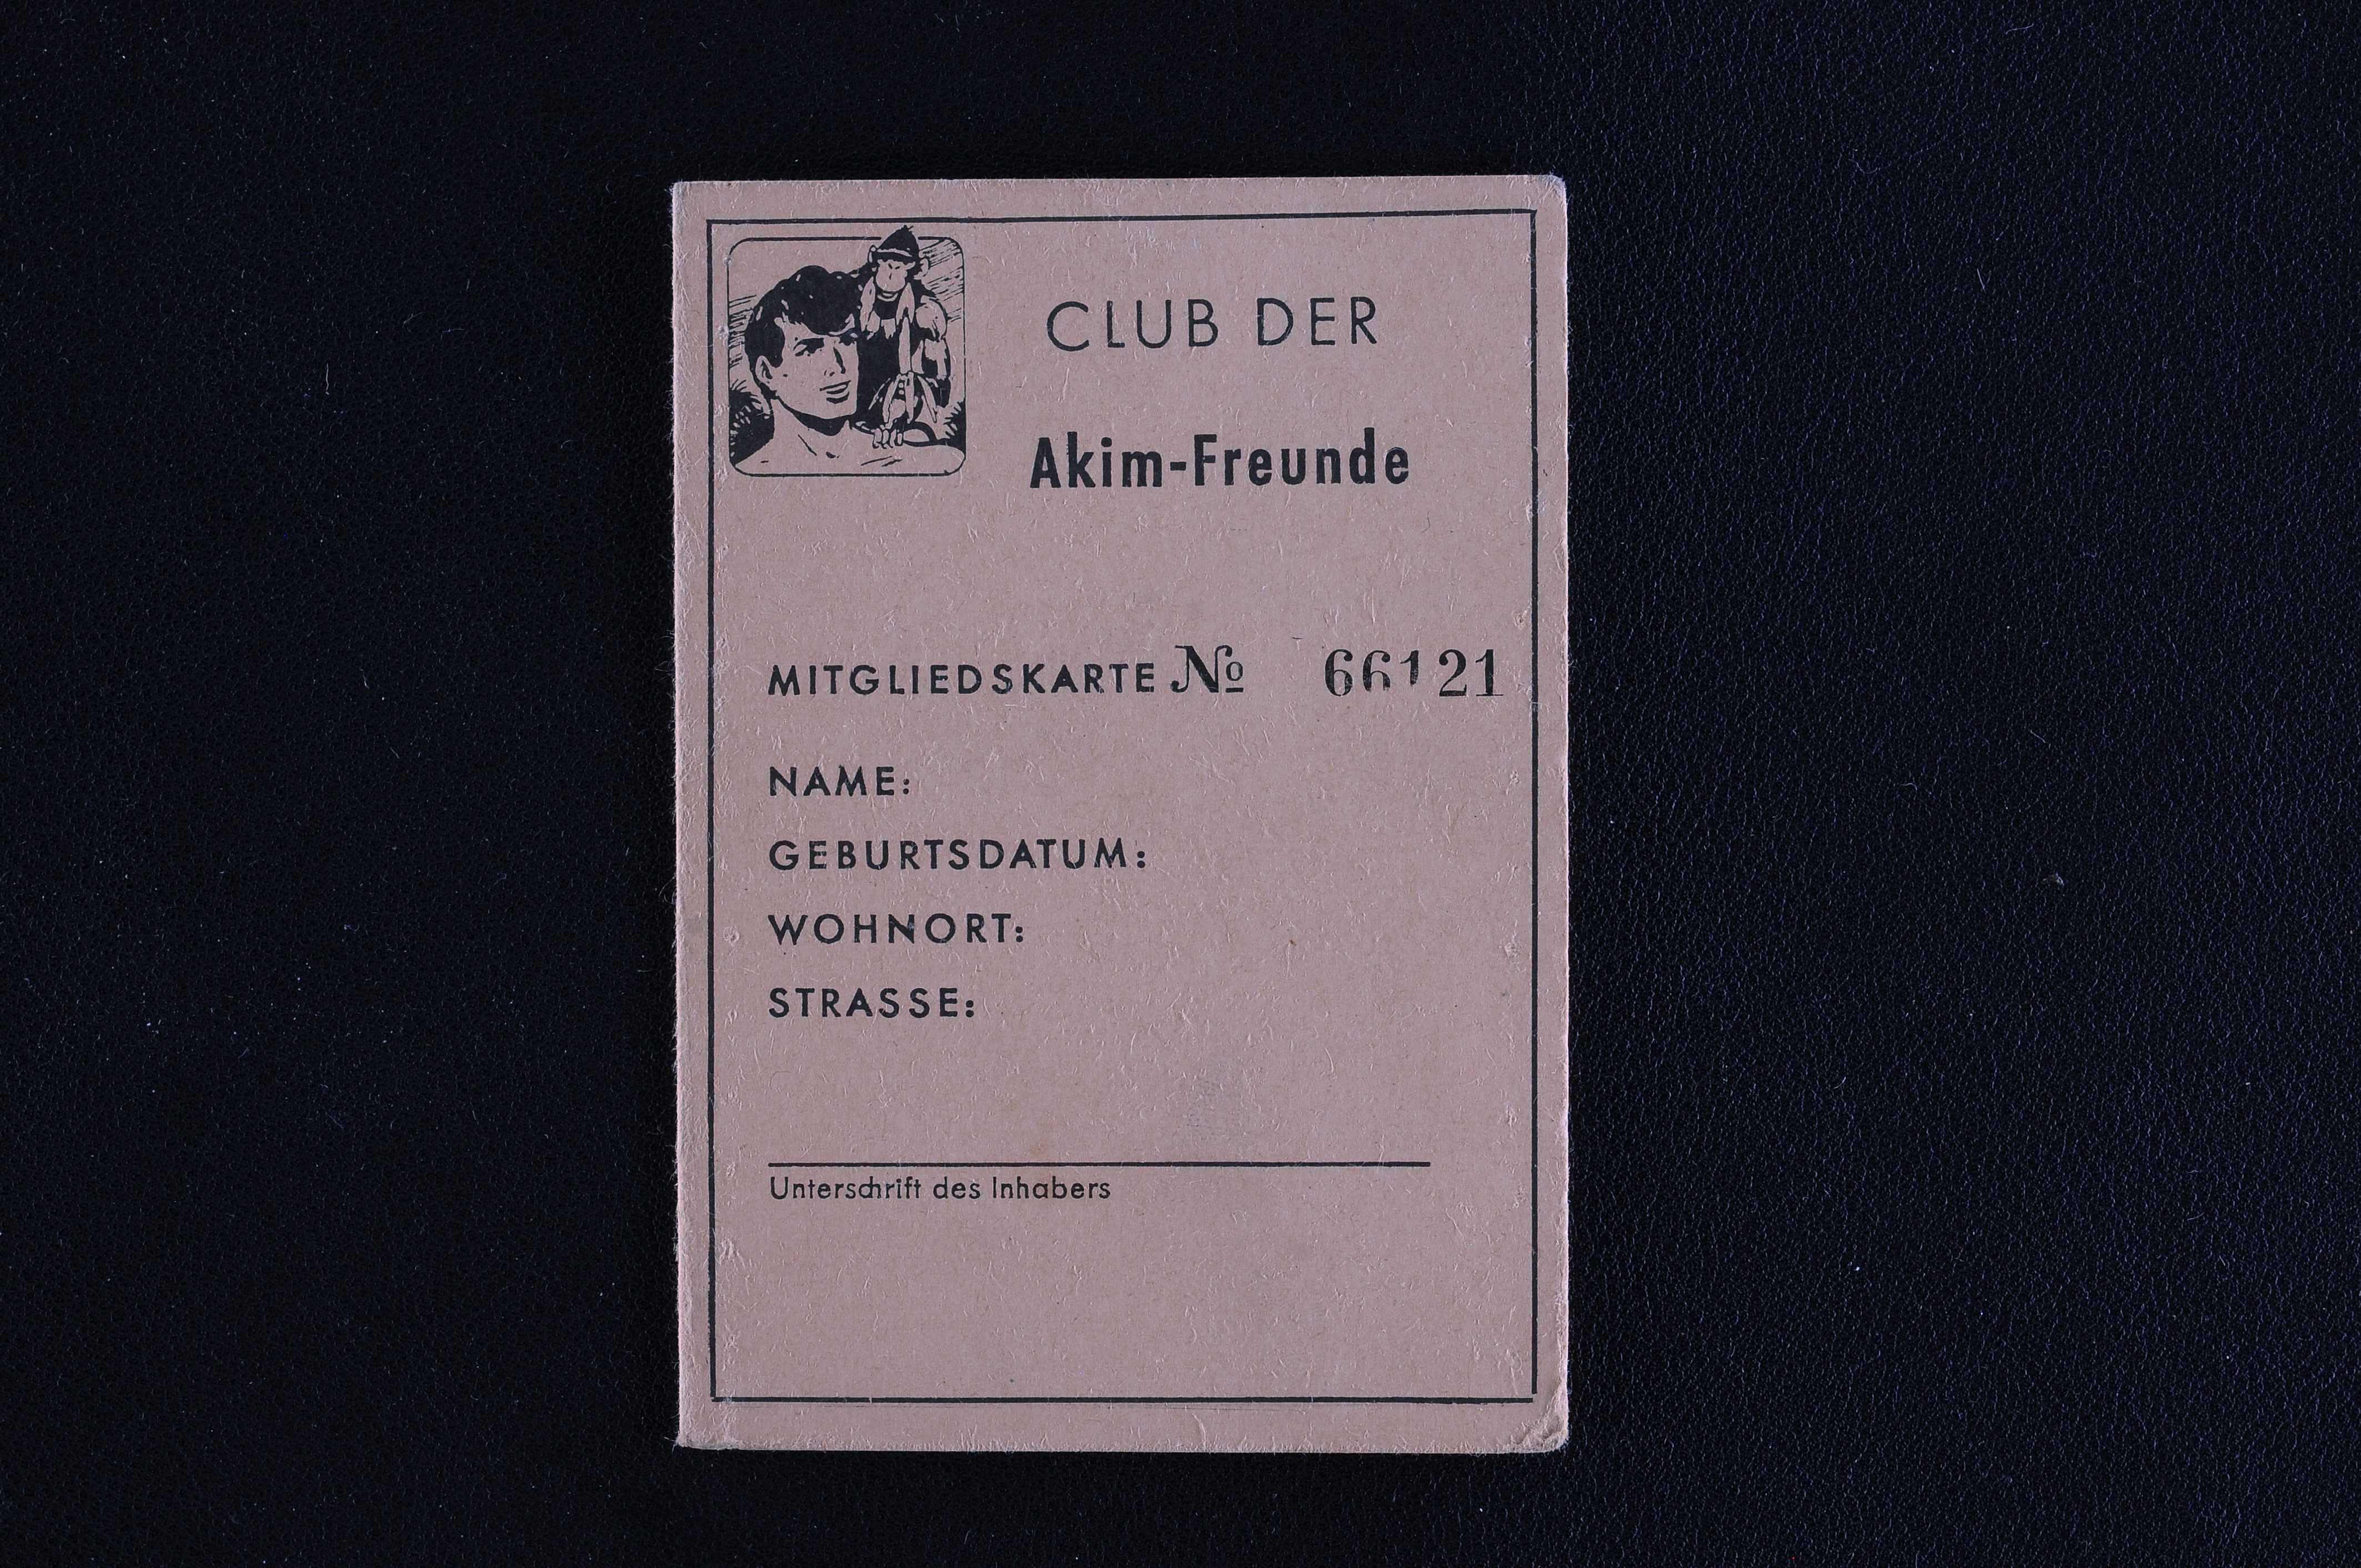 CLUB DER
Akim-Freunde
MITGLIEDSKARTE № 66121
NAME:
GEBURTSDATUM:
WOHNORT:
STRASSE:
Unterschrift des Inhabers